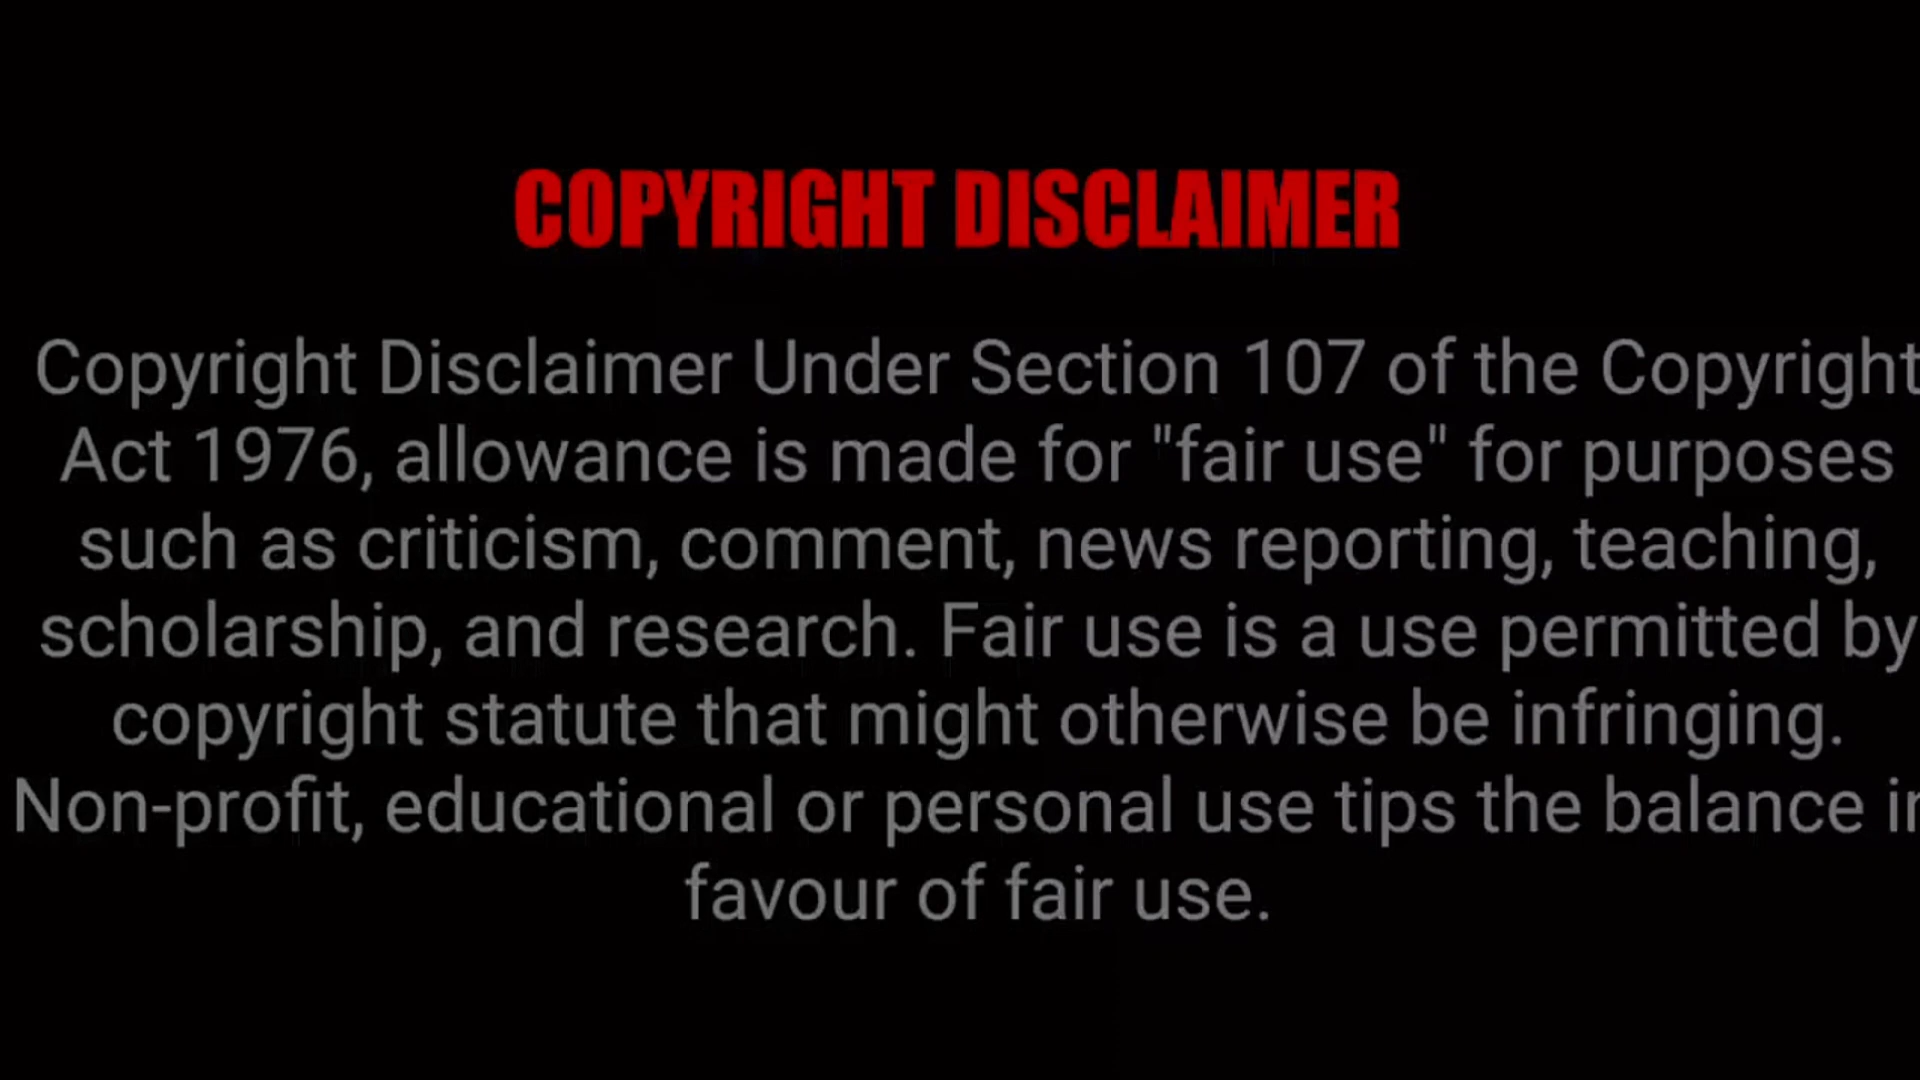 COPYRIGHT DISCLAIMER
Copyright Disclaimer Under Section 107 of the Copyright
Act 1976, allowance is made for "fair use" for purposes
such as criticism, comment, news reporting, teaching,
scholarship, and research. Fair use is a use permitted by
copyright statute that might otherwise be infringing.
Non-profit, educational or personal use tips the balance in
favour of fair use.